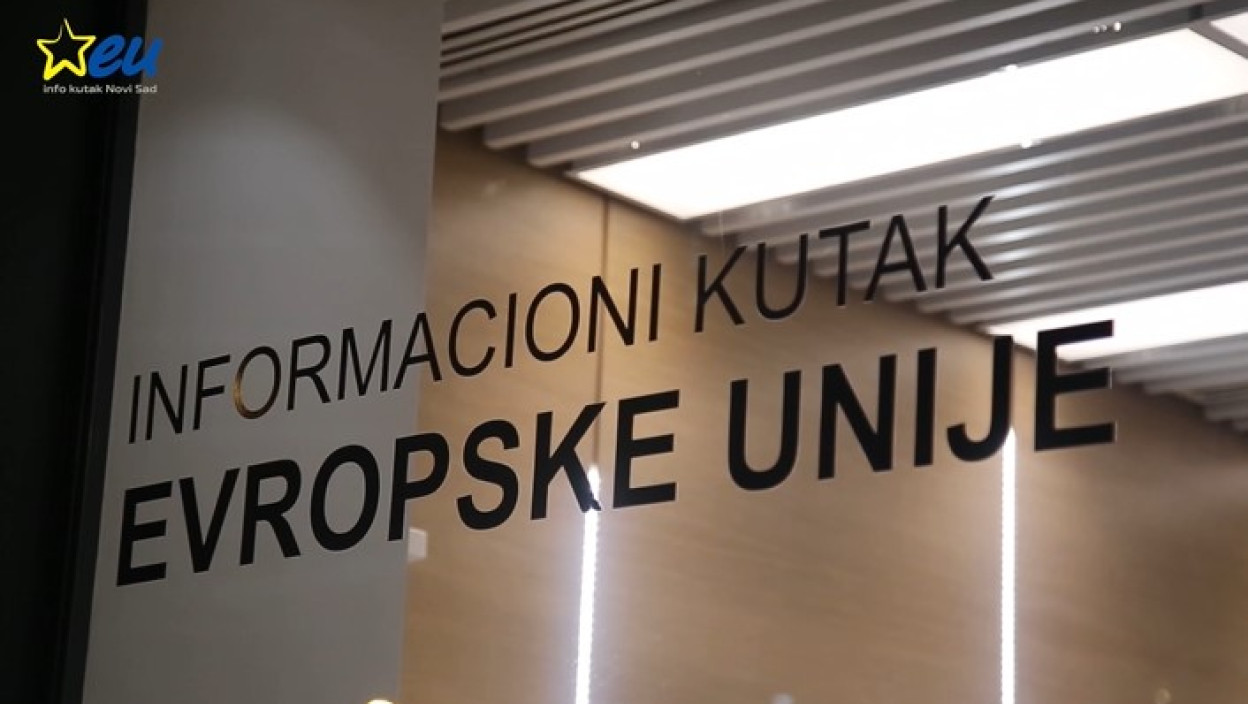 eu
info kutak Novi Sad
INFORMACIONI KUTAK
EVROPSKE UNIJE